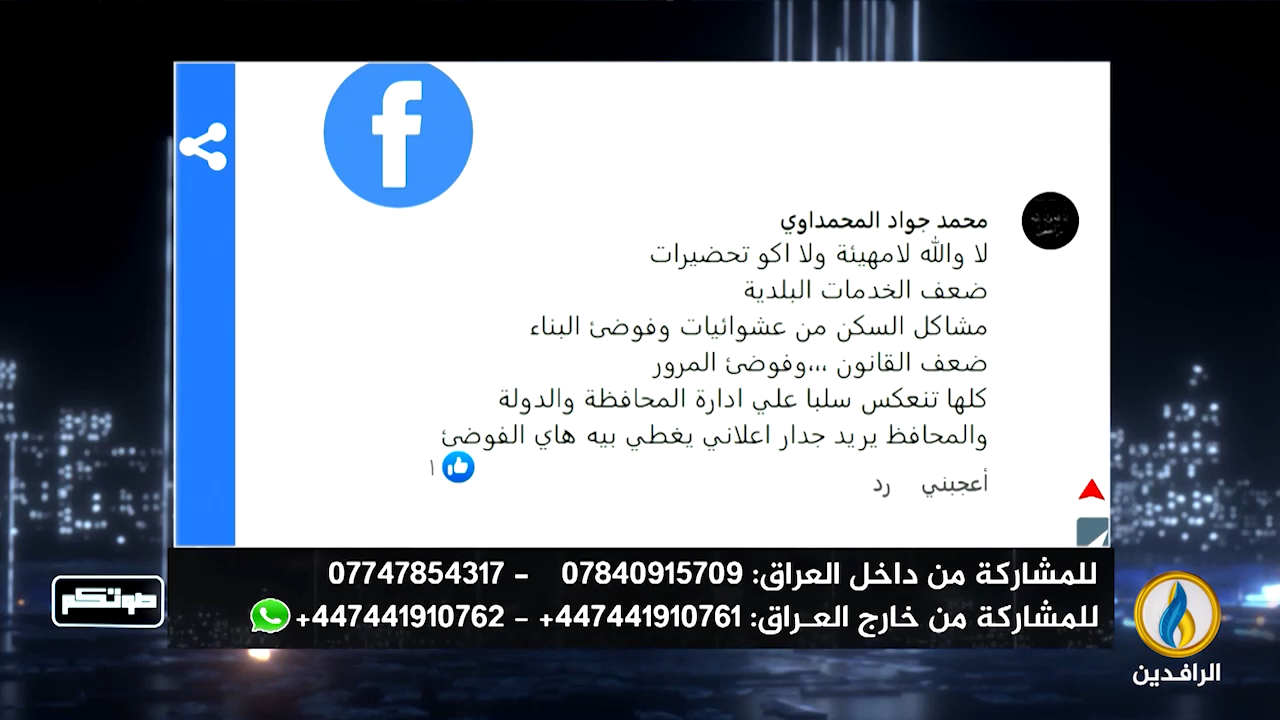 f
محمد جواد المحمداوي
لا والله لامهيئة ولا اكو تحضيرات
ضعف الخدمات البلدية
مشاكل السكن من عشوائيات وفوضئ البناء
ضعف القانون ،،،وفوضئ المرور
كلها تنعكس سلبا علي ادارة المحافظة والدولة
والمحافظ يريد جدار اعلاني يغطي بيه هاي الفوضئ
١
أعجبني رد
للمشاركة من داخل العراق: 07840915709 - 07747854317
للمشاركة من خارج العـراق: 447441910761+ - 447441910762+
صوتكم
الرافدين